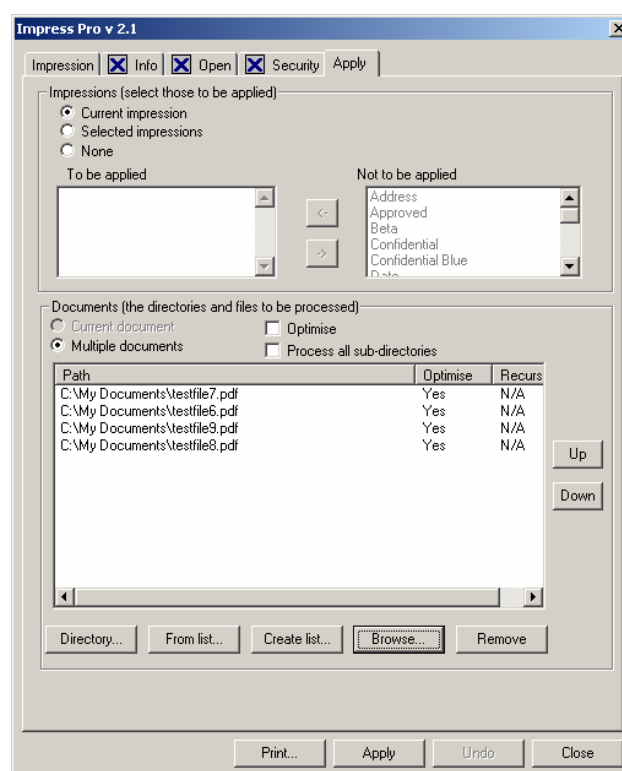 Impress Pro v 2.1
Impression Info Open Security Apply
Impressions (select those to be applied)
Current impression
Selected impressions
None
To be applied Not to be applied
<-
->
Address
Approved
Beta
Confidential
Confidential Blue
Date
Documents (the directories and files to be processed)
Current document Optimise
Multiple documents Process all sub-directories
Path Optimise Recurs
C:\My Documents\testfile7.pdf Yes N/A
C:\My Documents\testfile6.pdf Yes N/A
C:\My Documents\testfile9.pdf Yes N/A
C:\My Documents\testfile8.pdf Yes N/A
Up
Down
Directory... From list... Create list... Browse... Remove
Print... Apply Undo Close